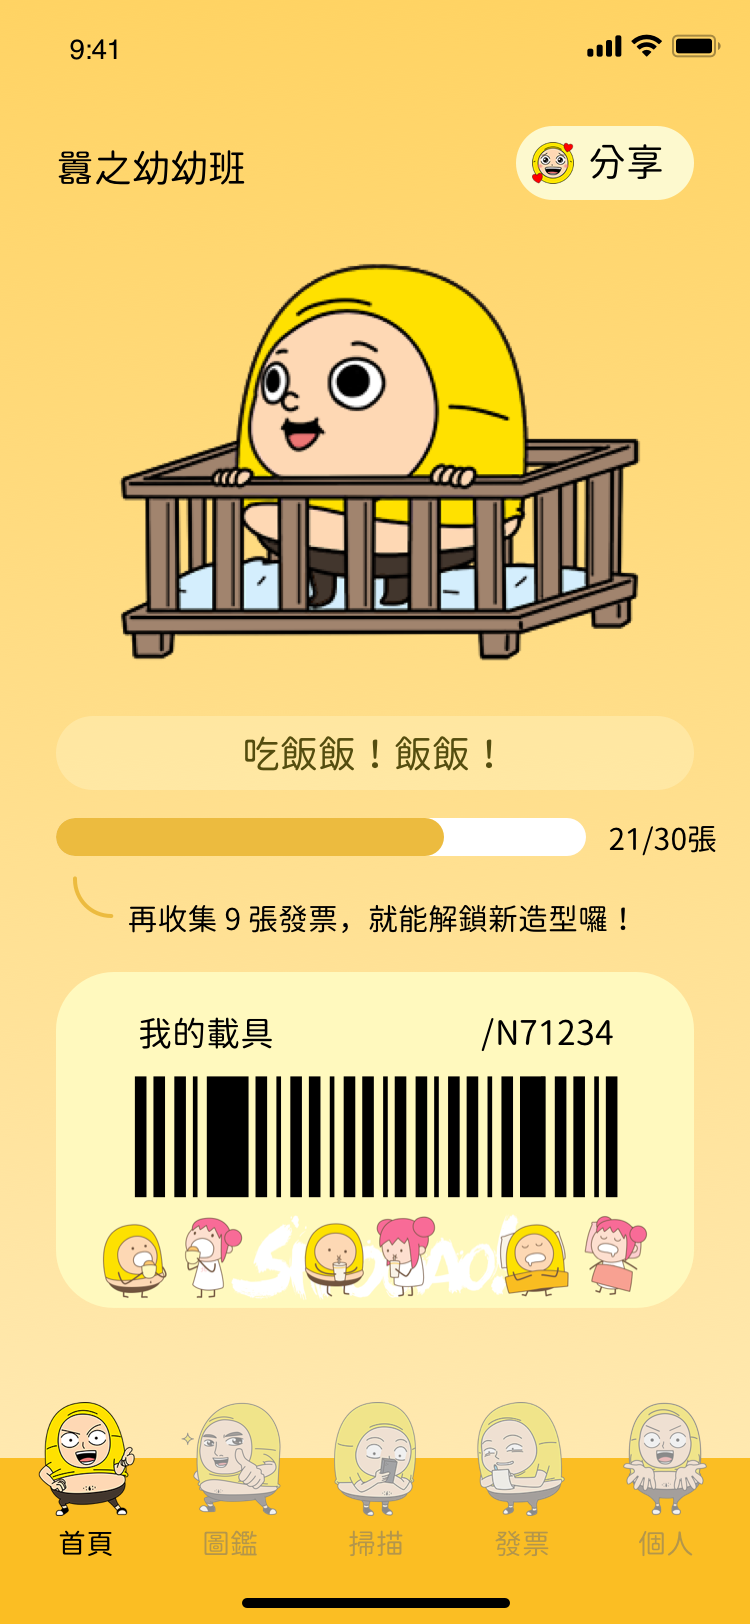 9:41
囂之幼幼班
分享
吃飯飯！飯飯！
21/30張
再收集 9 張發票，就能解鎖新造型囉！
我的載具
/N71234
首頁
圖鑑
掃描
發票
個人